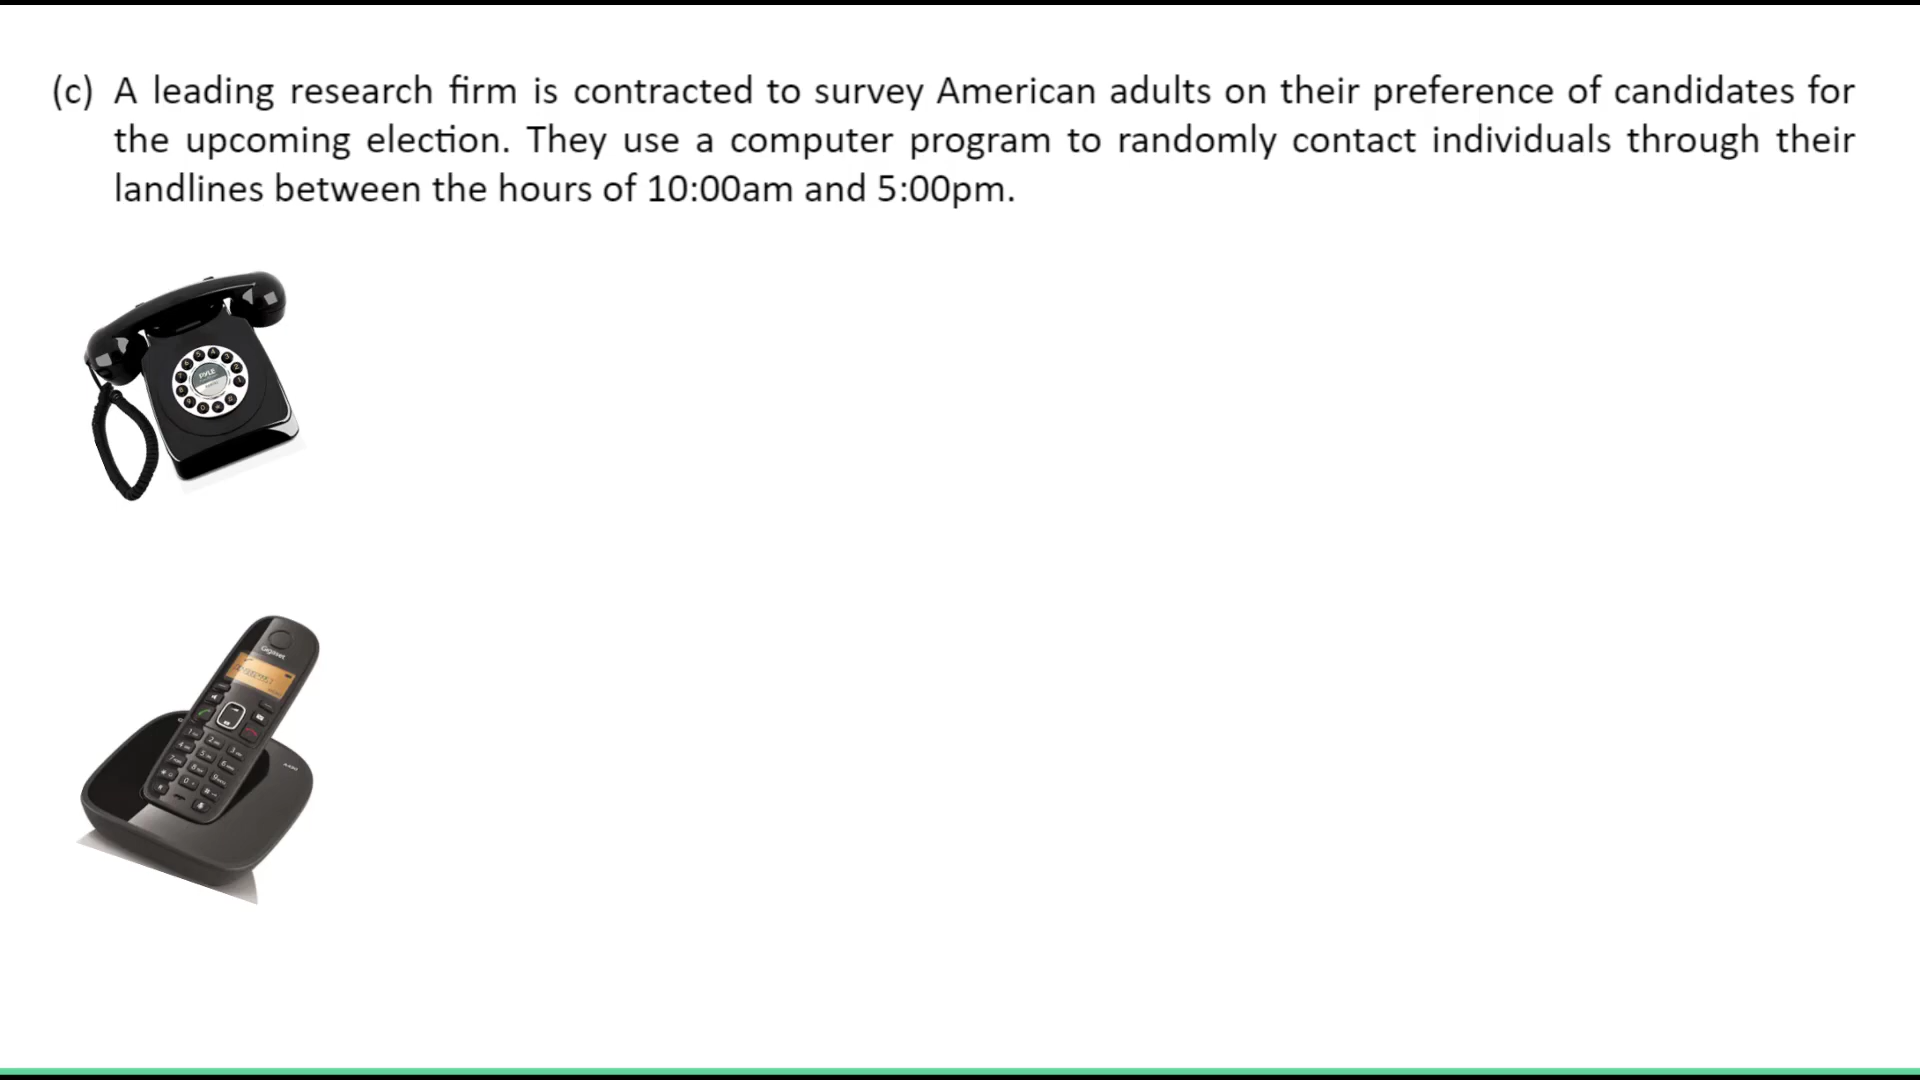 (c) A leading research firm is contracted to survey American adults on their preference of candidates for
the upcoming election. They use a computer program to randomly contact individuals through their
landlines between the hours of 10:00am and 5:00pm.
PYLE
Gigaset